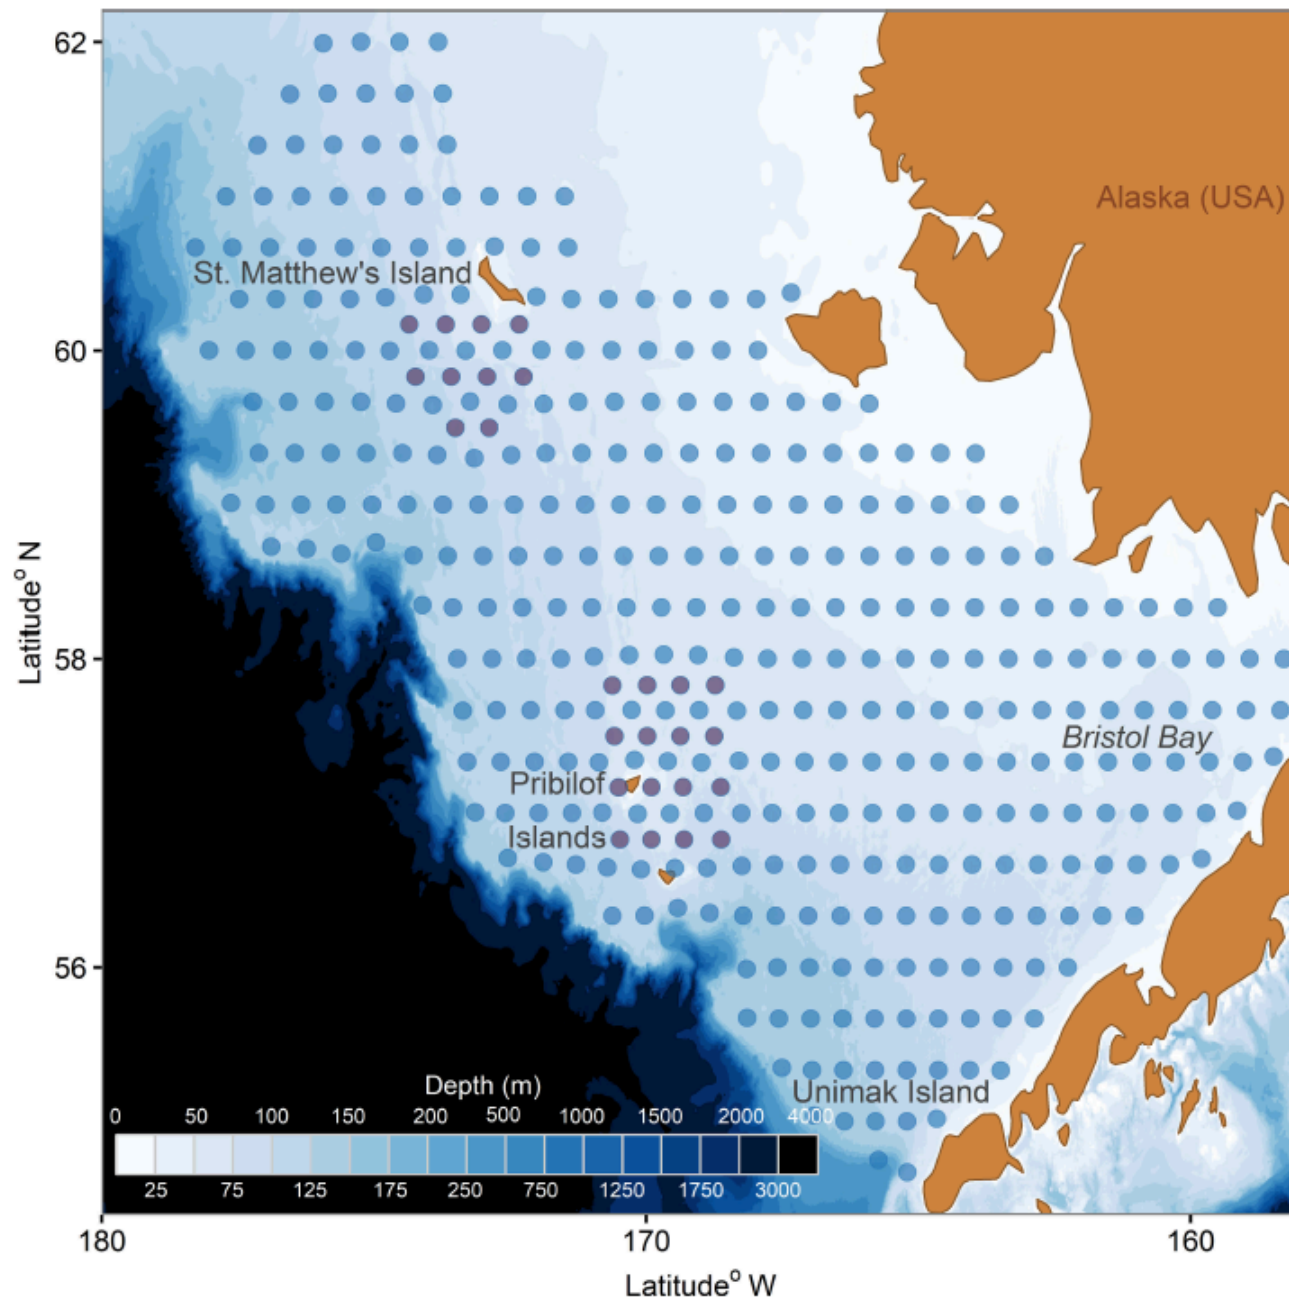 62
Alaska (USA)
St. Matthew's Island
60
Latitude° N
58
Bristol Bay
Pribilof
Islands
56
Depth (m)
Unimak Island
0 50 100 150 200 500 1000 1500 2000 4000
25 75 125 175 250 750 1250 1750 3000
180 170 160
Latitude° W